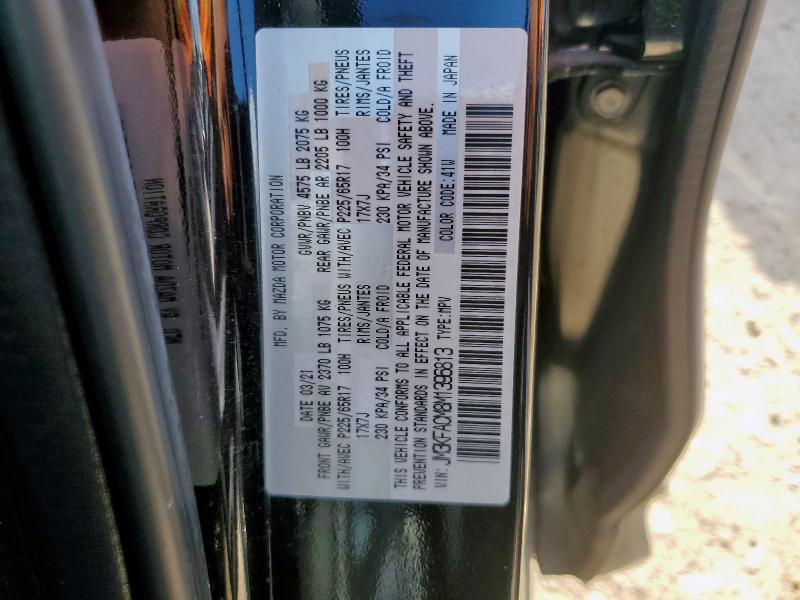 MFD. BY MAZDA MOTOR CORPORATION
DATE 03/21 GVWR/PNBV 4575 LB 2075 KG
FRONT GAWR/PNBE AV 2370 LB 1075 KG REAR GAWR/PNBE AR 2205 LB 1000 KG
WITH/AVEC P225/65R17 100H TIRES/PNEUS WITH/AVEC P225/65R17 100H TIRES/PNEUS
17X7J RIMS/JANTES 17X7J RIMS/JANTES
230 KPA/34 PSI COLD/A FROID 230 KPA/34 PSI COLD/A FROID
THIS VEHICLE CONFORMS TO ALL APPLICABLE FEDERAL MOTOR VEHICLE SAFETY AND THEFT
PREVENTION STANDARDS IN EFFECT ON THE DATE OF MANUFACTURE SHOWN ABOVE.
VIN: JM3KFACM8M1396813 TYPE:MPV COLOR CODE:41W MADE IN JAPAN